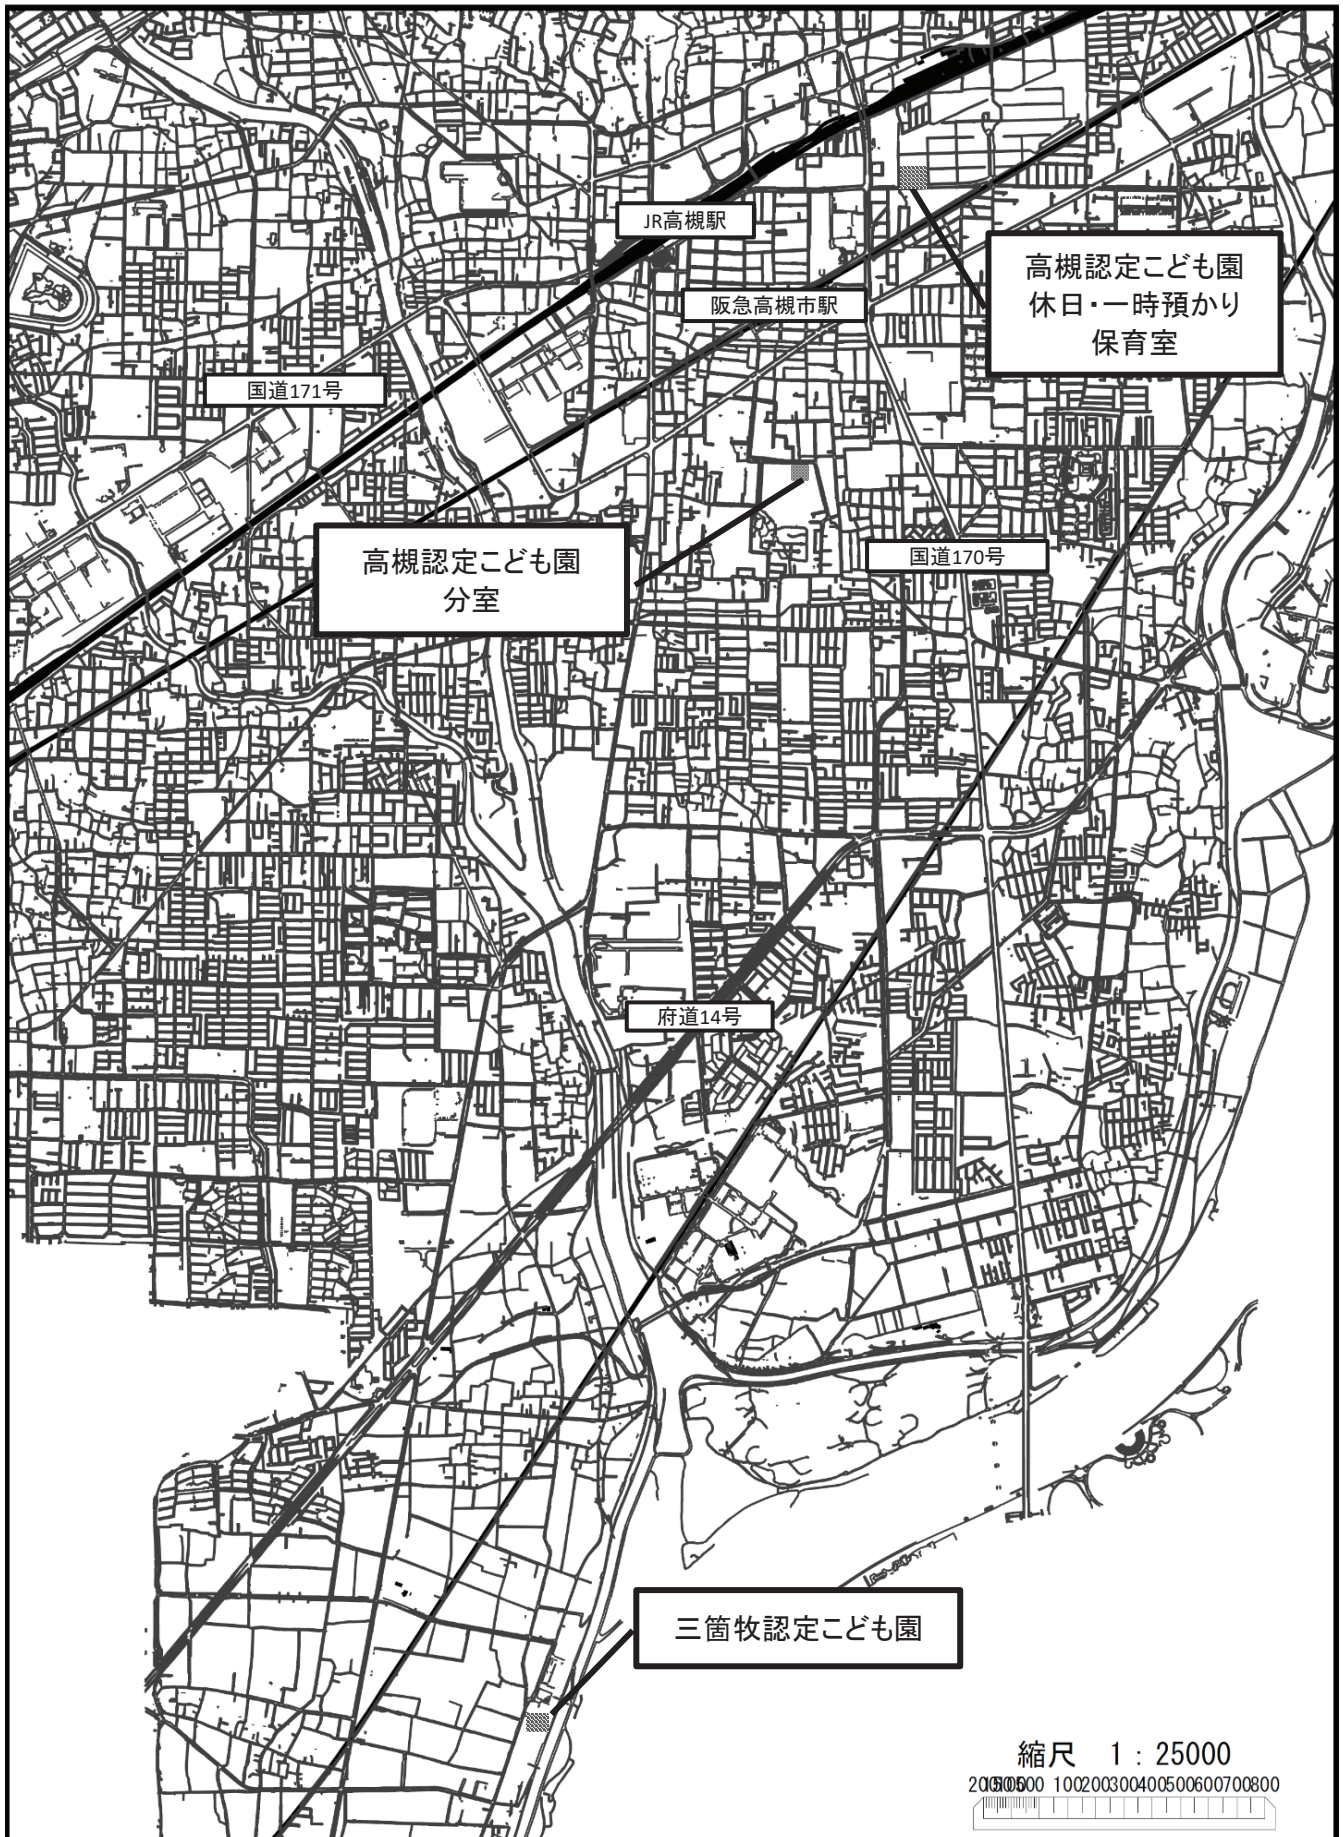 JR高槻駅
高槻認定こども園
休日・一時預かり
保育室
阪急高槻市駅
国道171号
高槻認定こども園
分室
国道170号
府道14号
三箇牧認定こども園
縮尺 1:25000
100200300400500600700800